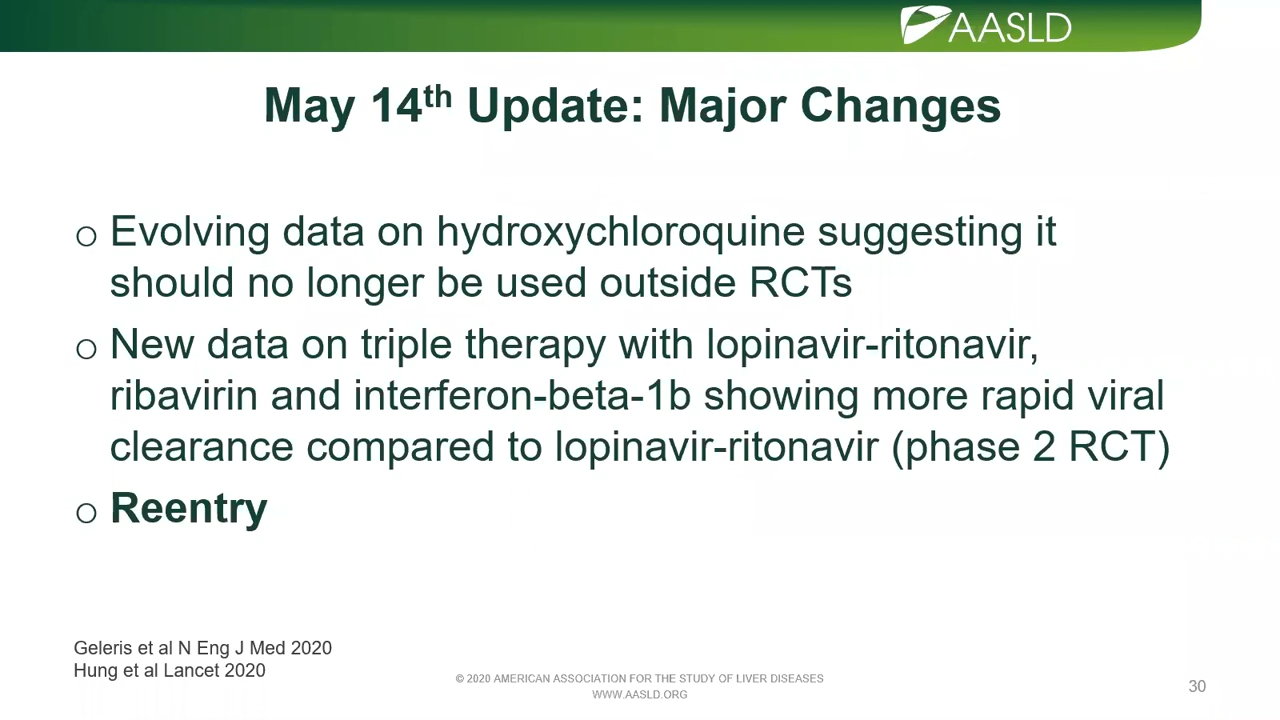 AASLD
May 14th Update: Major Changes
o Evolving data on hydroxychloroquine suggesting it
should no longer be used outside RCTs
o New data on triple therapy with lopinavir-ritonavir,
ribavirin and interferon-beta-1b showing more rapid viral
clearance compared to lopinavir-ritonavir (phase 2 RCT)
o Reentry
Geleris et al N Eng J Med 2020
Hung et al Lancet 2020
© 2020 AMERICAN ASSOCIATION FOR THE STUDY OF LIVER DISEASES
WWW.AASLD.ORG
30